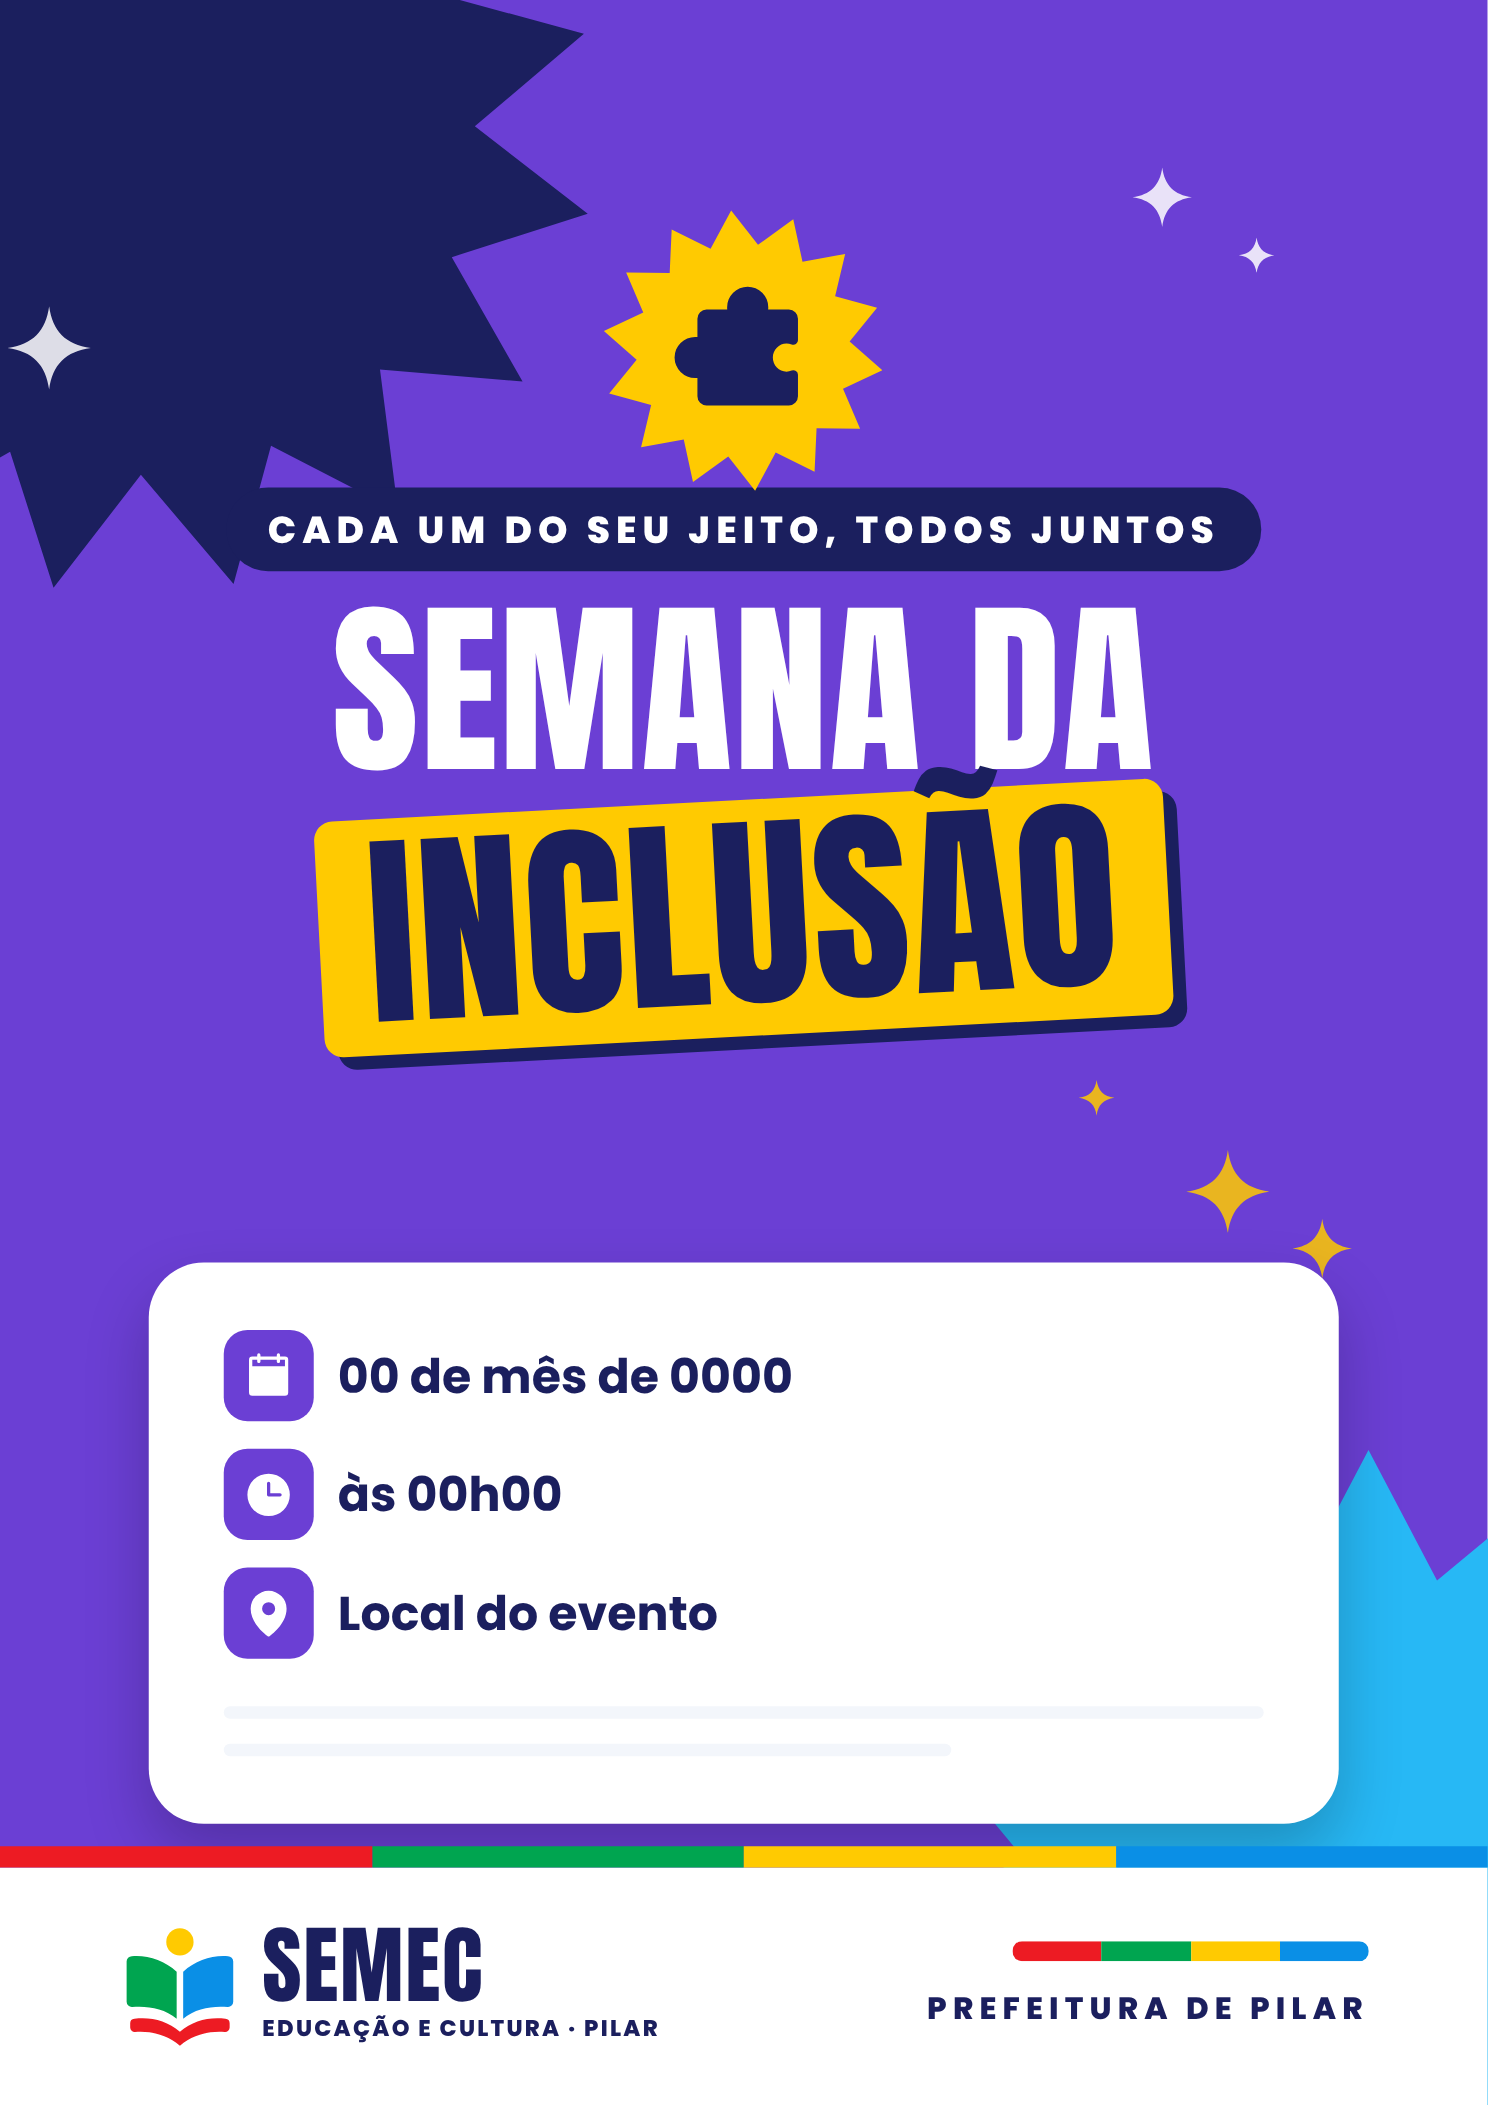 CADA UM DO SEU JEITO, TODOS JUNTOS
SEMANA DA
INCLUSÃO
00 de mês de 0000
às 00h00
Local do evento
SEMEC
EDUCAÇÃO E CULTURA · PILAR
PREFEITURA DE PILAR